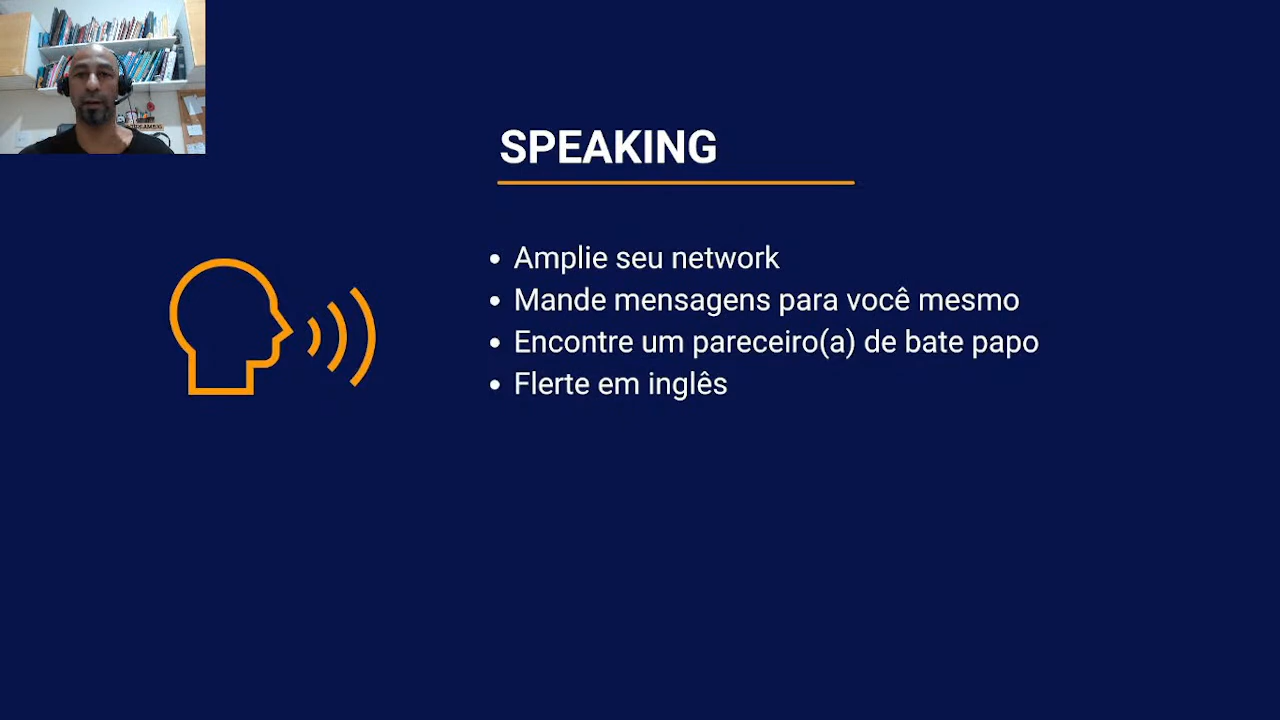 SPEAKING
Amplie seu network
Mande mensagens para você mesmo
Encontre um pareceiro(a) de bate papo
Flerte em inglês